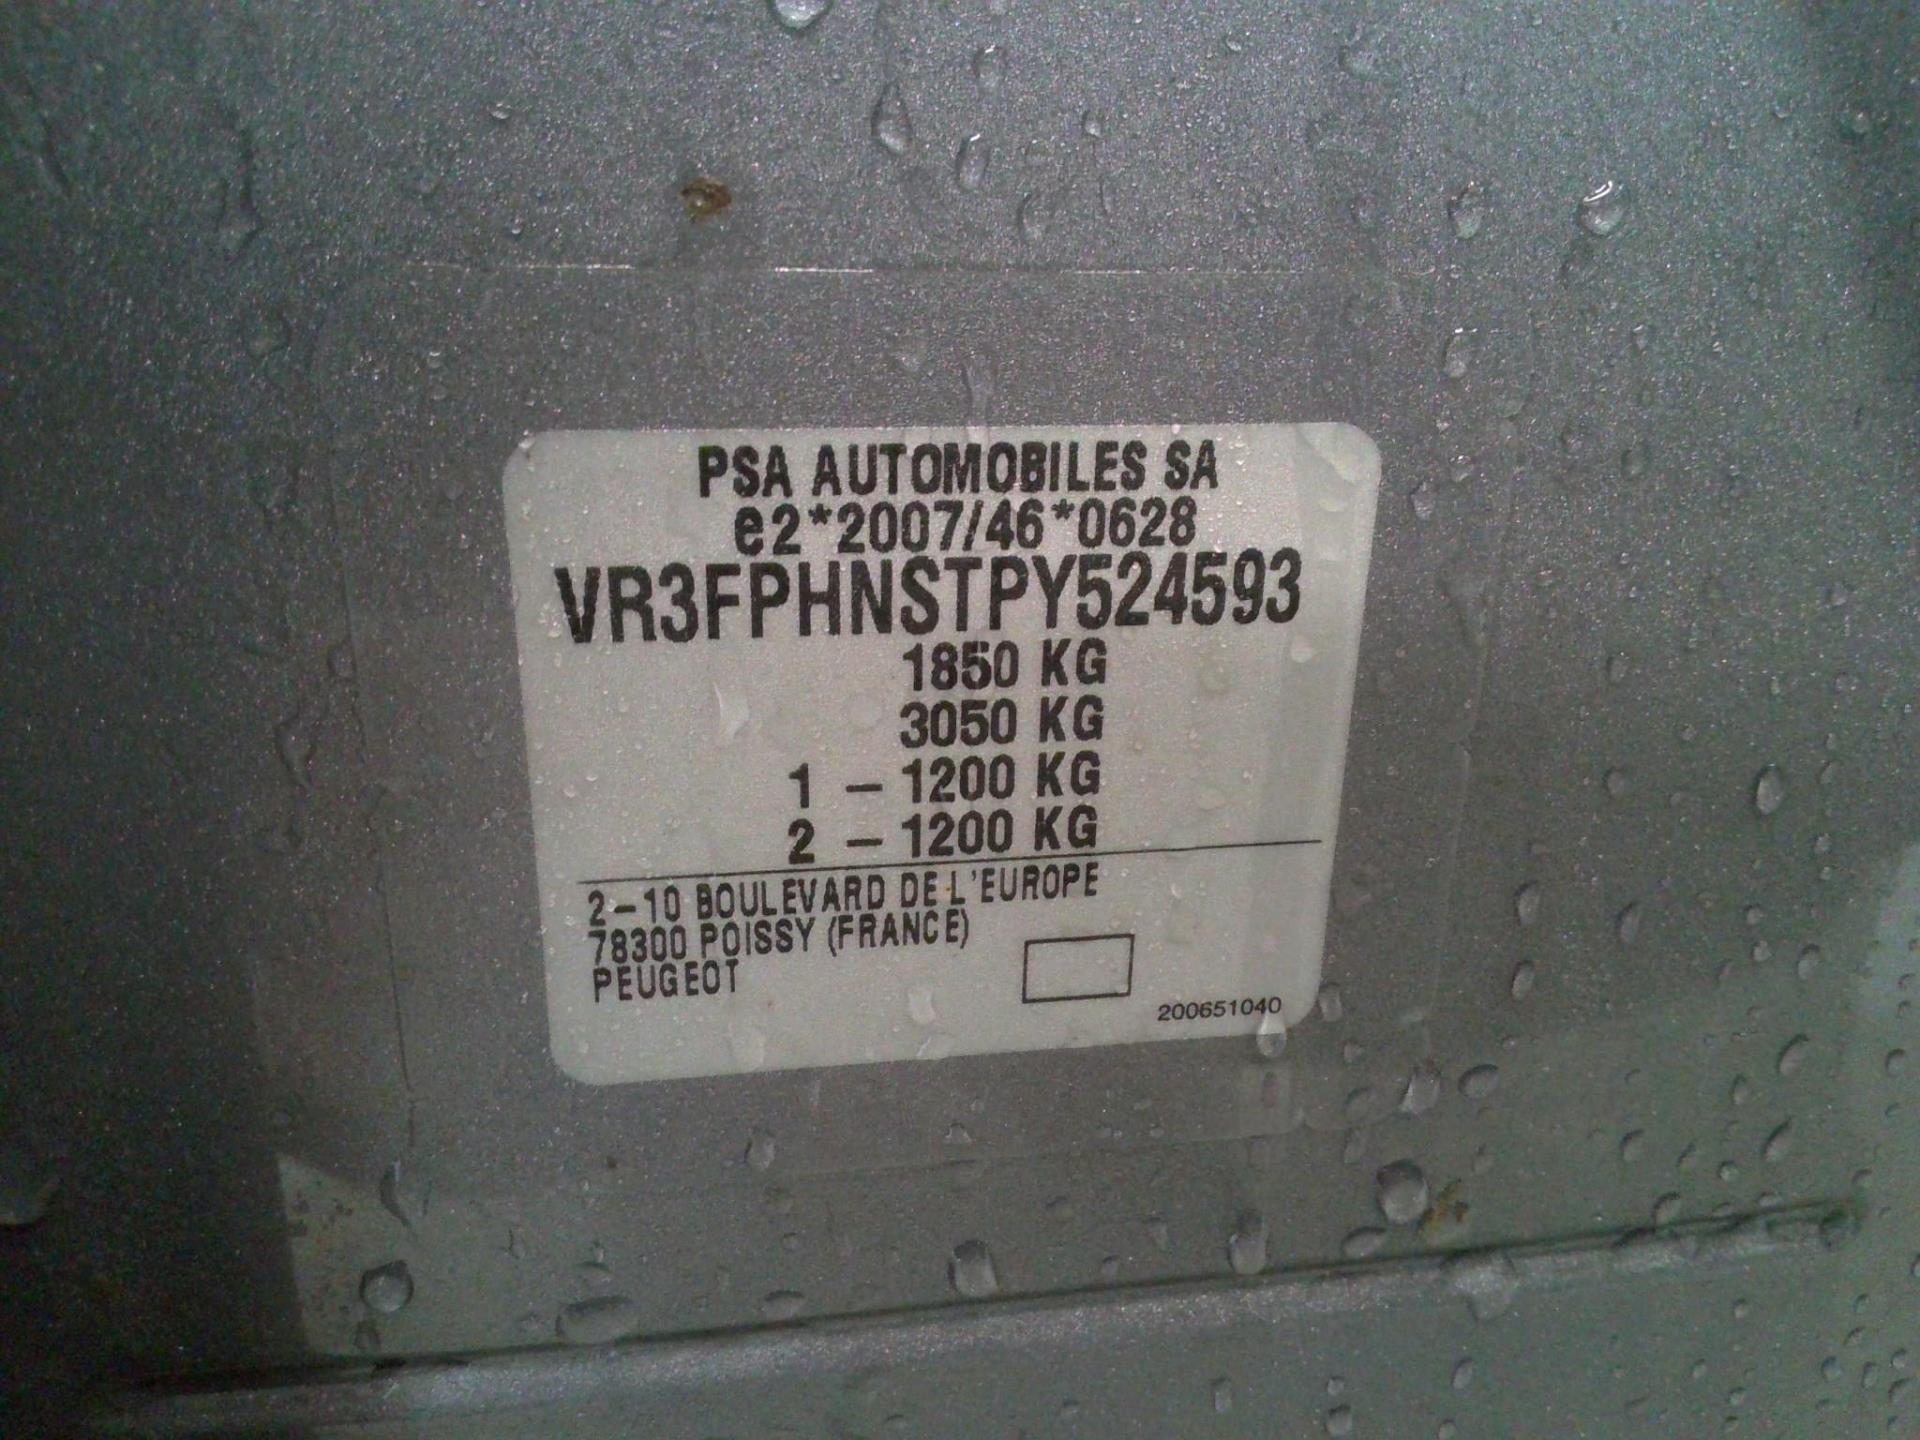 PSA AUTOMOBILES SA
e2*2007/46*0628
VR3FPHNSTPY524593
1850 KG
3050 KG
1 - 1200 KG
2 - 1200 KG
2-10 BOULEVARD DE L'EUROPE
78300 POISSY (FRANCE)
PEUGEOT
200651040